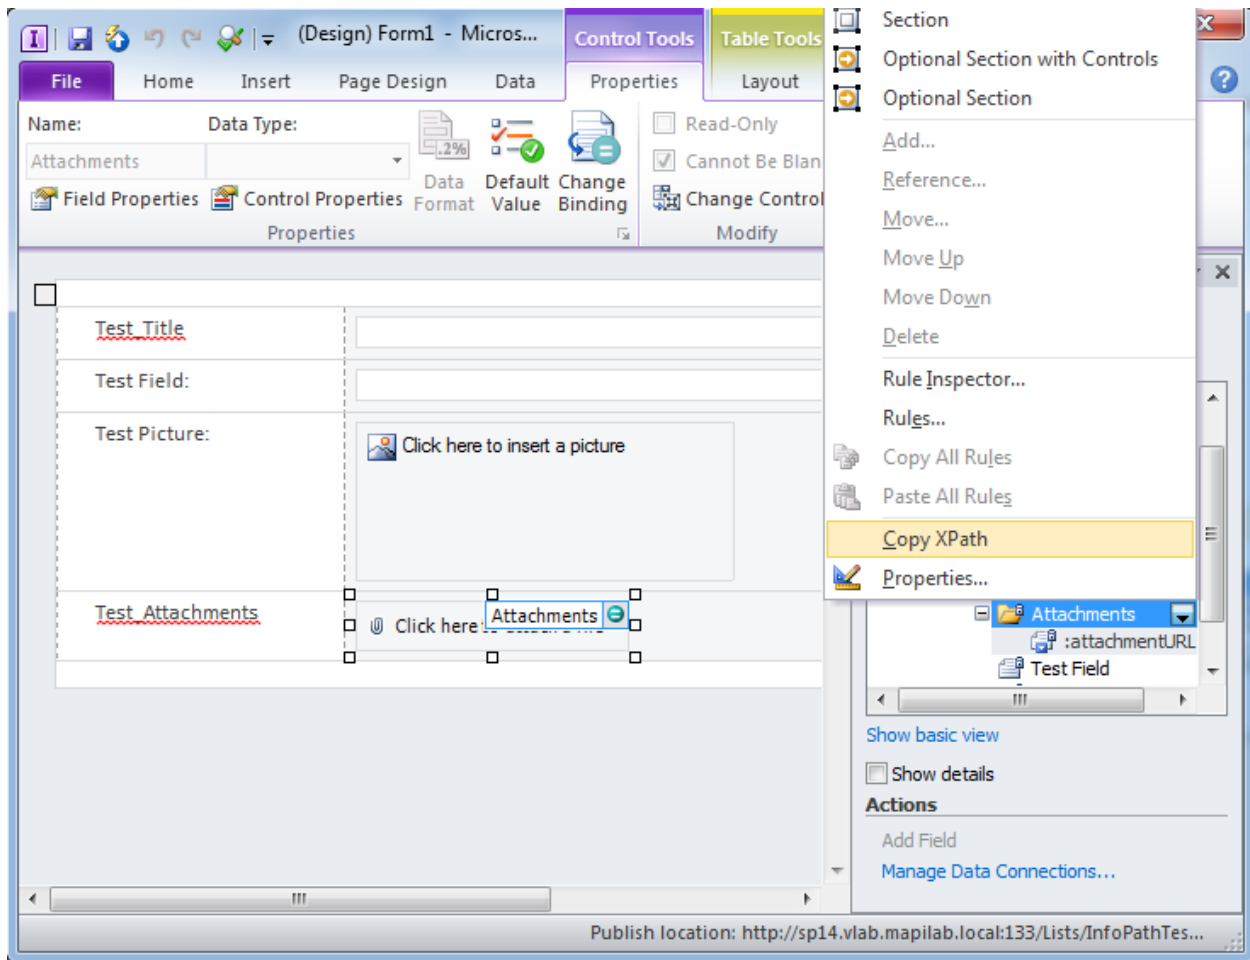 (Design) Form1 - Micros...
Control Tools
Table Tools
File
Home
Insert
Page Design
Data
Properties
Layout
Name:
Data Type:
Attachments
Field Properties
Control Properties
.2%
Data Format
Default Value
Change Binding
Read-Only
Cannot Be Blan
Change Control
Properties
Modify
Section
Optional Section with Controls
Optional Section
Add...
Reference...
Move...
Move Up
Move Down
Delete
Rule Inspector...
Rules...
Copy All Rules
Paste All Rules
Copy XPath
Properties...
Test_Title
Test Field:
Test Picture:
Click here to insert a picture
Test_Attachments
Click here
Attachments
Attachments
:attachmentURL
Test Field
Show basic view
Show details
Actions
Add Field
Manage Data Connections...
Publish location: http://sp14.vlab.mapilab.local:133/Lists/InfoPathTes...